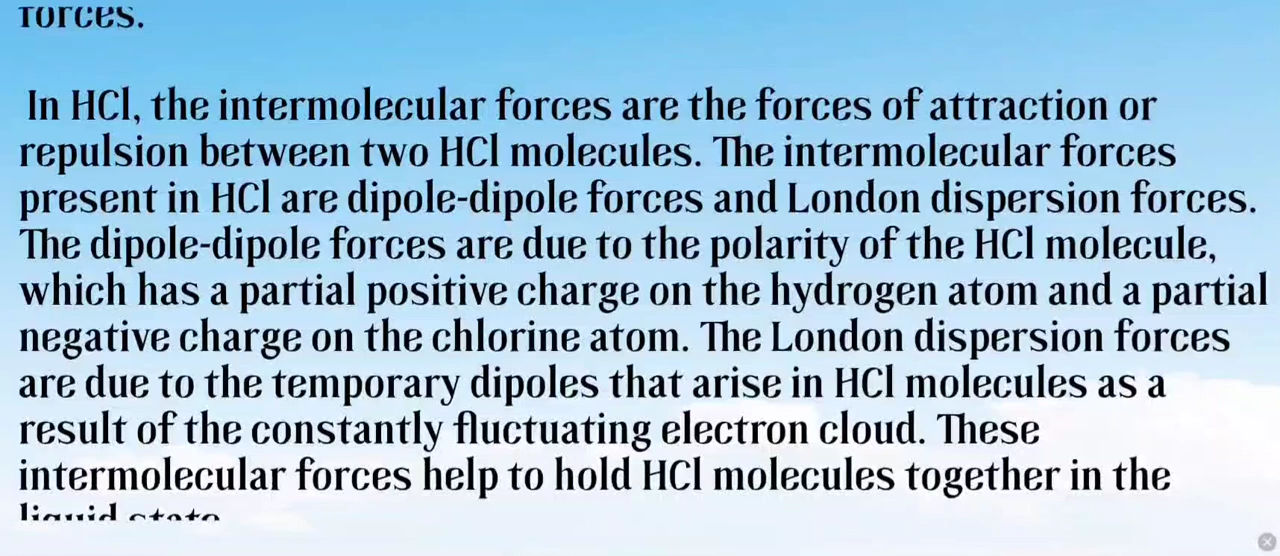 forces.
In HCl, the intermolecular forces are the forces of attraction or
repulsion between two HCl molecules. The intermolecular forces
present in HCl are dipole-dipole forces and London dispersion forces.
The dipole-dipole forces are due to the polarity of the HCl molecule,
which has a partial positive charge on the hydrogen atom and a partial
negative charge on the chlorine atom. The London dispersion forces
are due to the temporary dipoles that arise in HCl molecules as a
result of the constantly fluctuating electron cloud. These
intermolecular forces help to hold HCl molecules together in the
liquid state